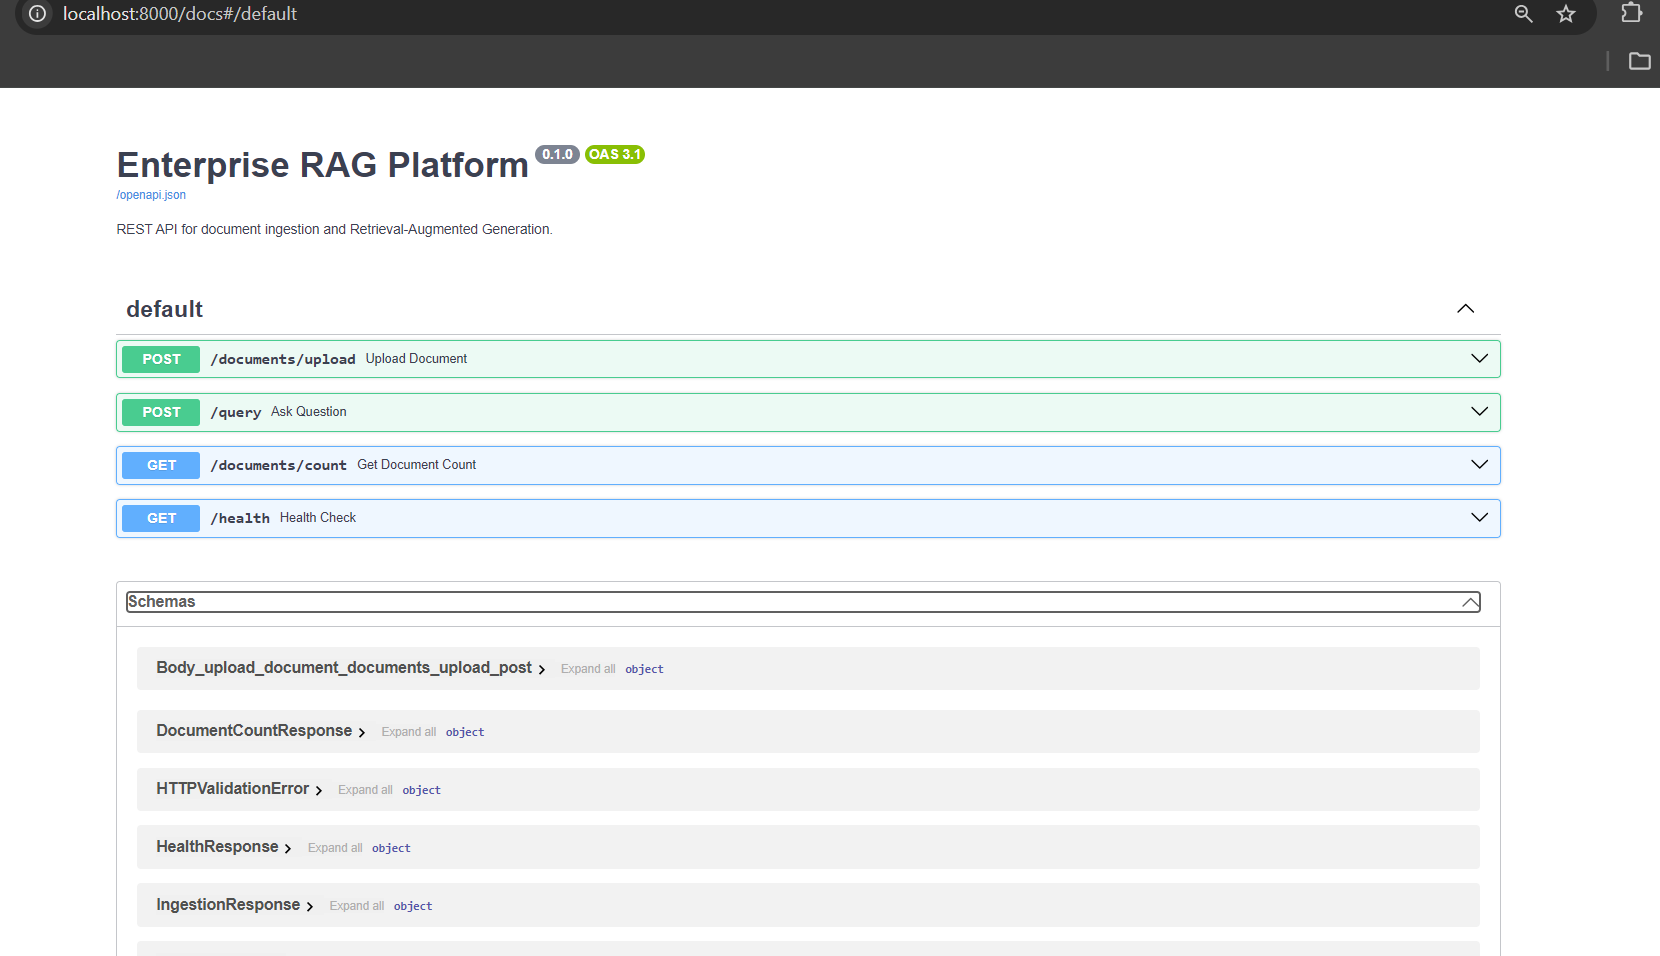 localhost:8000/docs#/default
Enterprise RAG Platform 0.1.0 OAS 3.1
/openapi.json
REST API for document ingestion and Retrieval-Augmented Generation.
default
POST /documents/upload Upload Document
POST /query Ask Question
GET /documents/count Get Document Count
GET /health Health Check
Schemas
Body_upload_document_documents_upload_post Expand all object
DocumentCountResponse Expand all object
HTTPValidationError Expand all object
HealthResponse Expand all object
IngestionResponse Expand all object